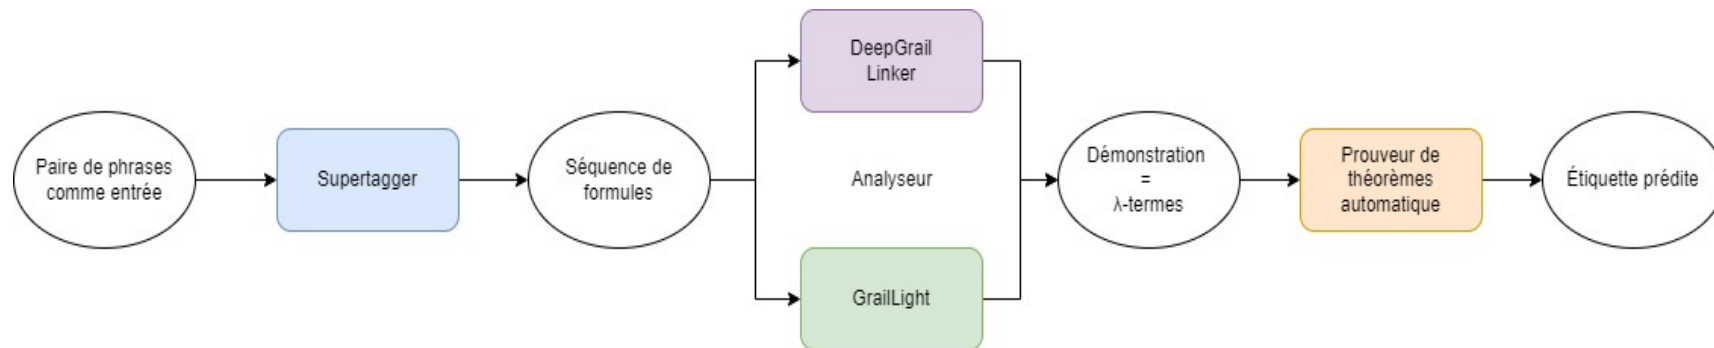 Paire de phrases
comme entrée
Supertagger
Séquence de
formules
DeepGrail
Linker
Analyseur
GrailLight
Démonstration
=
λ-termes
Prouveur de
théorèmes
automatique
Étiquette prédite